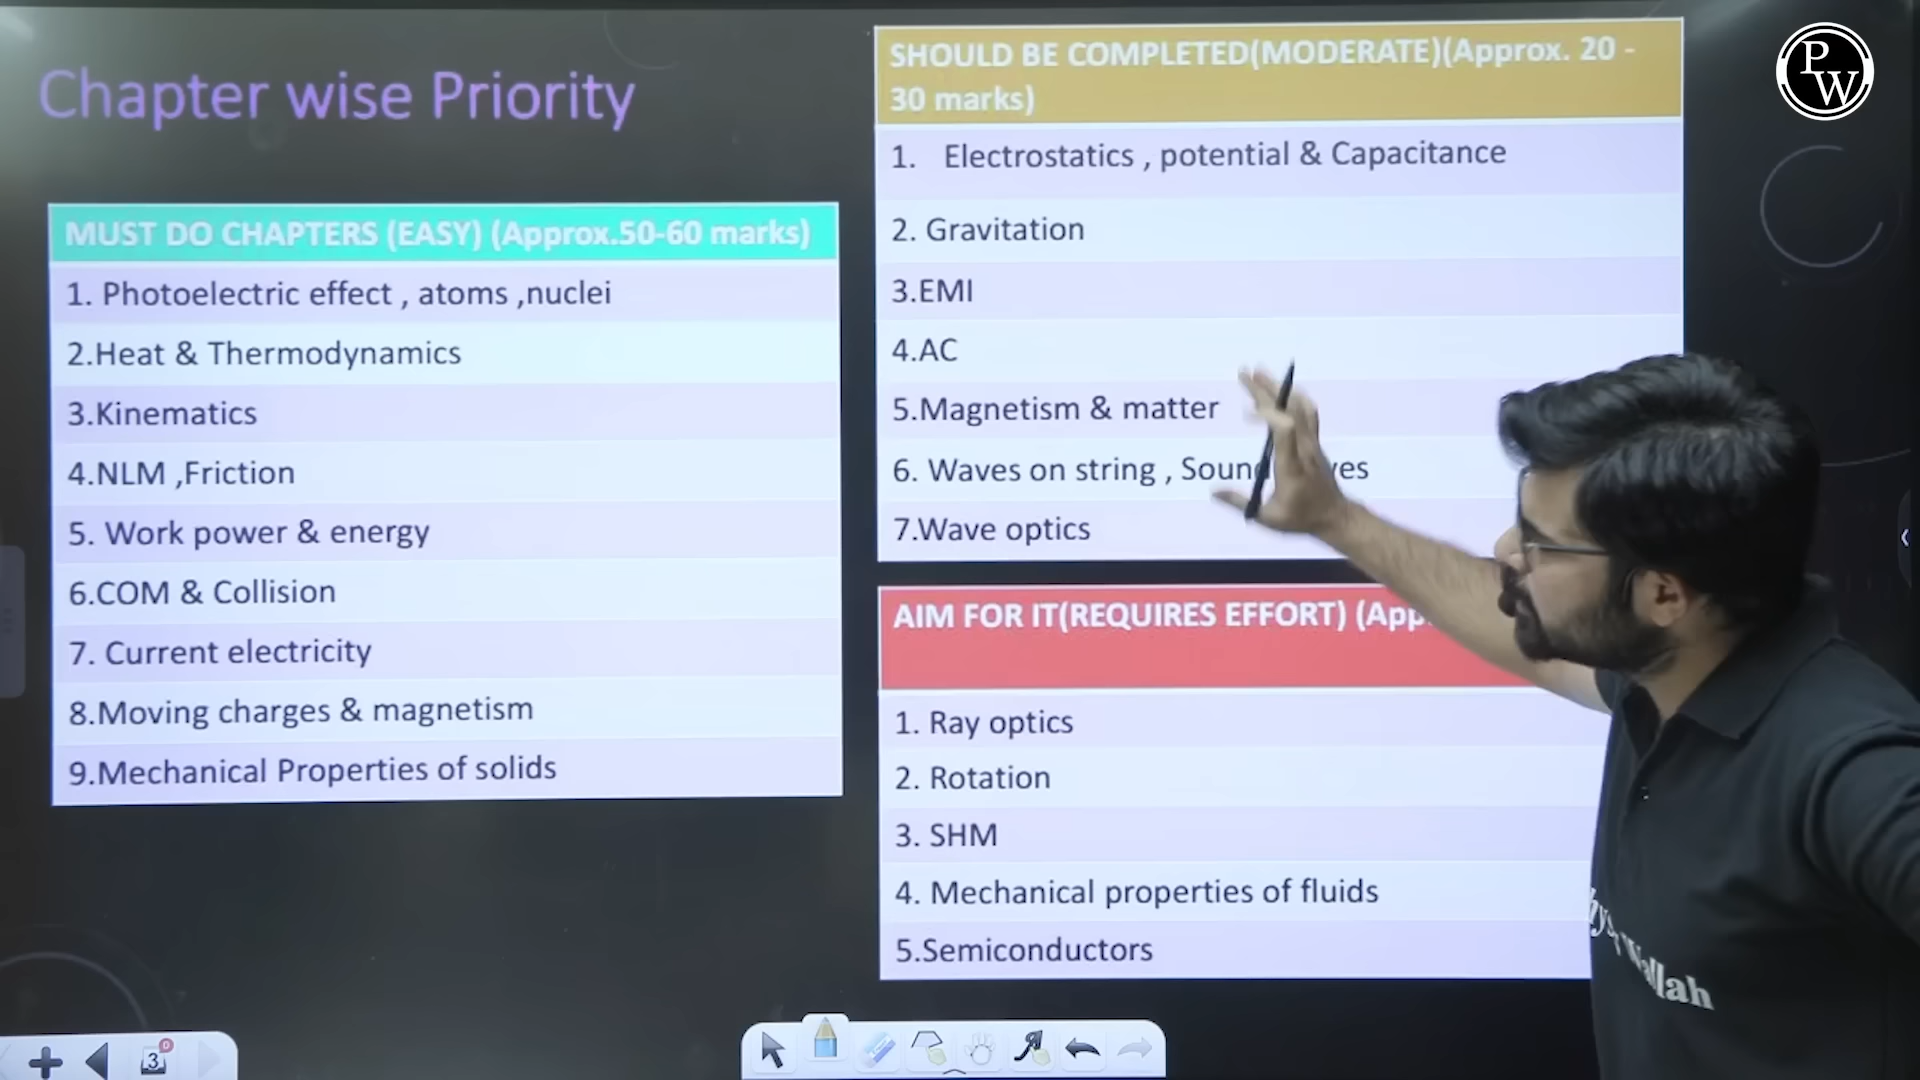 Chapter wise Priority
MUST DO CHAPTERS (EASY) (Approx.50-60 marks)
1. Photoelectric effect , atoms ,nuclei
2.Heat & Thermodynamics
3.Kinematics
4.NLM ,Friction
5. Work power & energy
6.COM & Collision
7. Current electricity
8.Moving charges & magnetism
9.Mechanical Properties of solids
SHOULD BE COMPLETED(MODERATE)(Approx. 20 -
30 marks)
1. Electrostatics , potential & Capacitance
2. Gravitation
3.EMI
4.AC
5.Magnetism & matter
6. Waves on string ,
7.Wave optics
AIM FOR IT(REQUIRES EFFORT)
1. Ray optics
2. Rotation
3. SHM
4. Mechanical properties of fluids
5.Semiconductors
PW
3
0